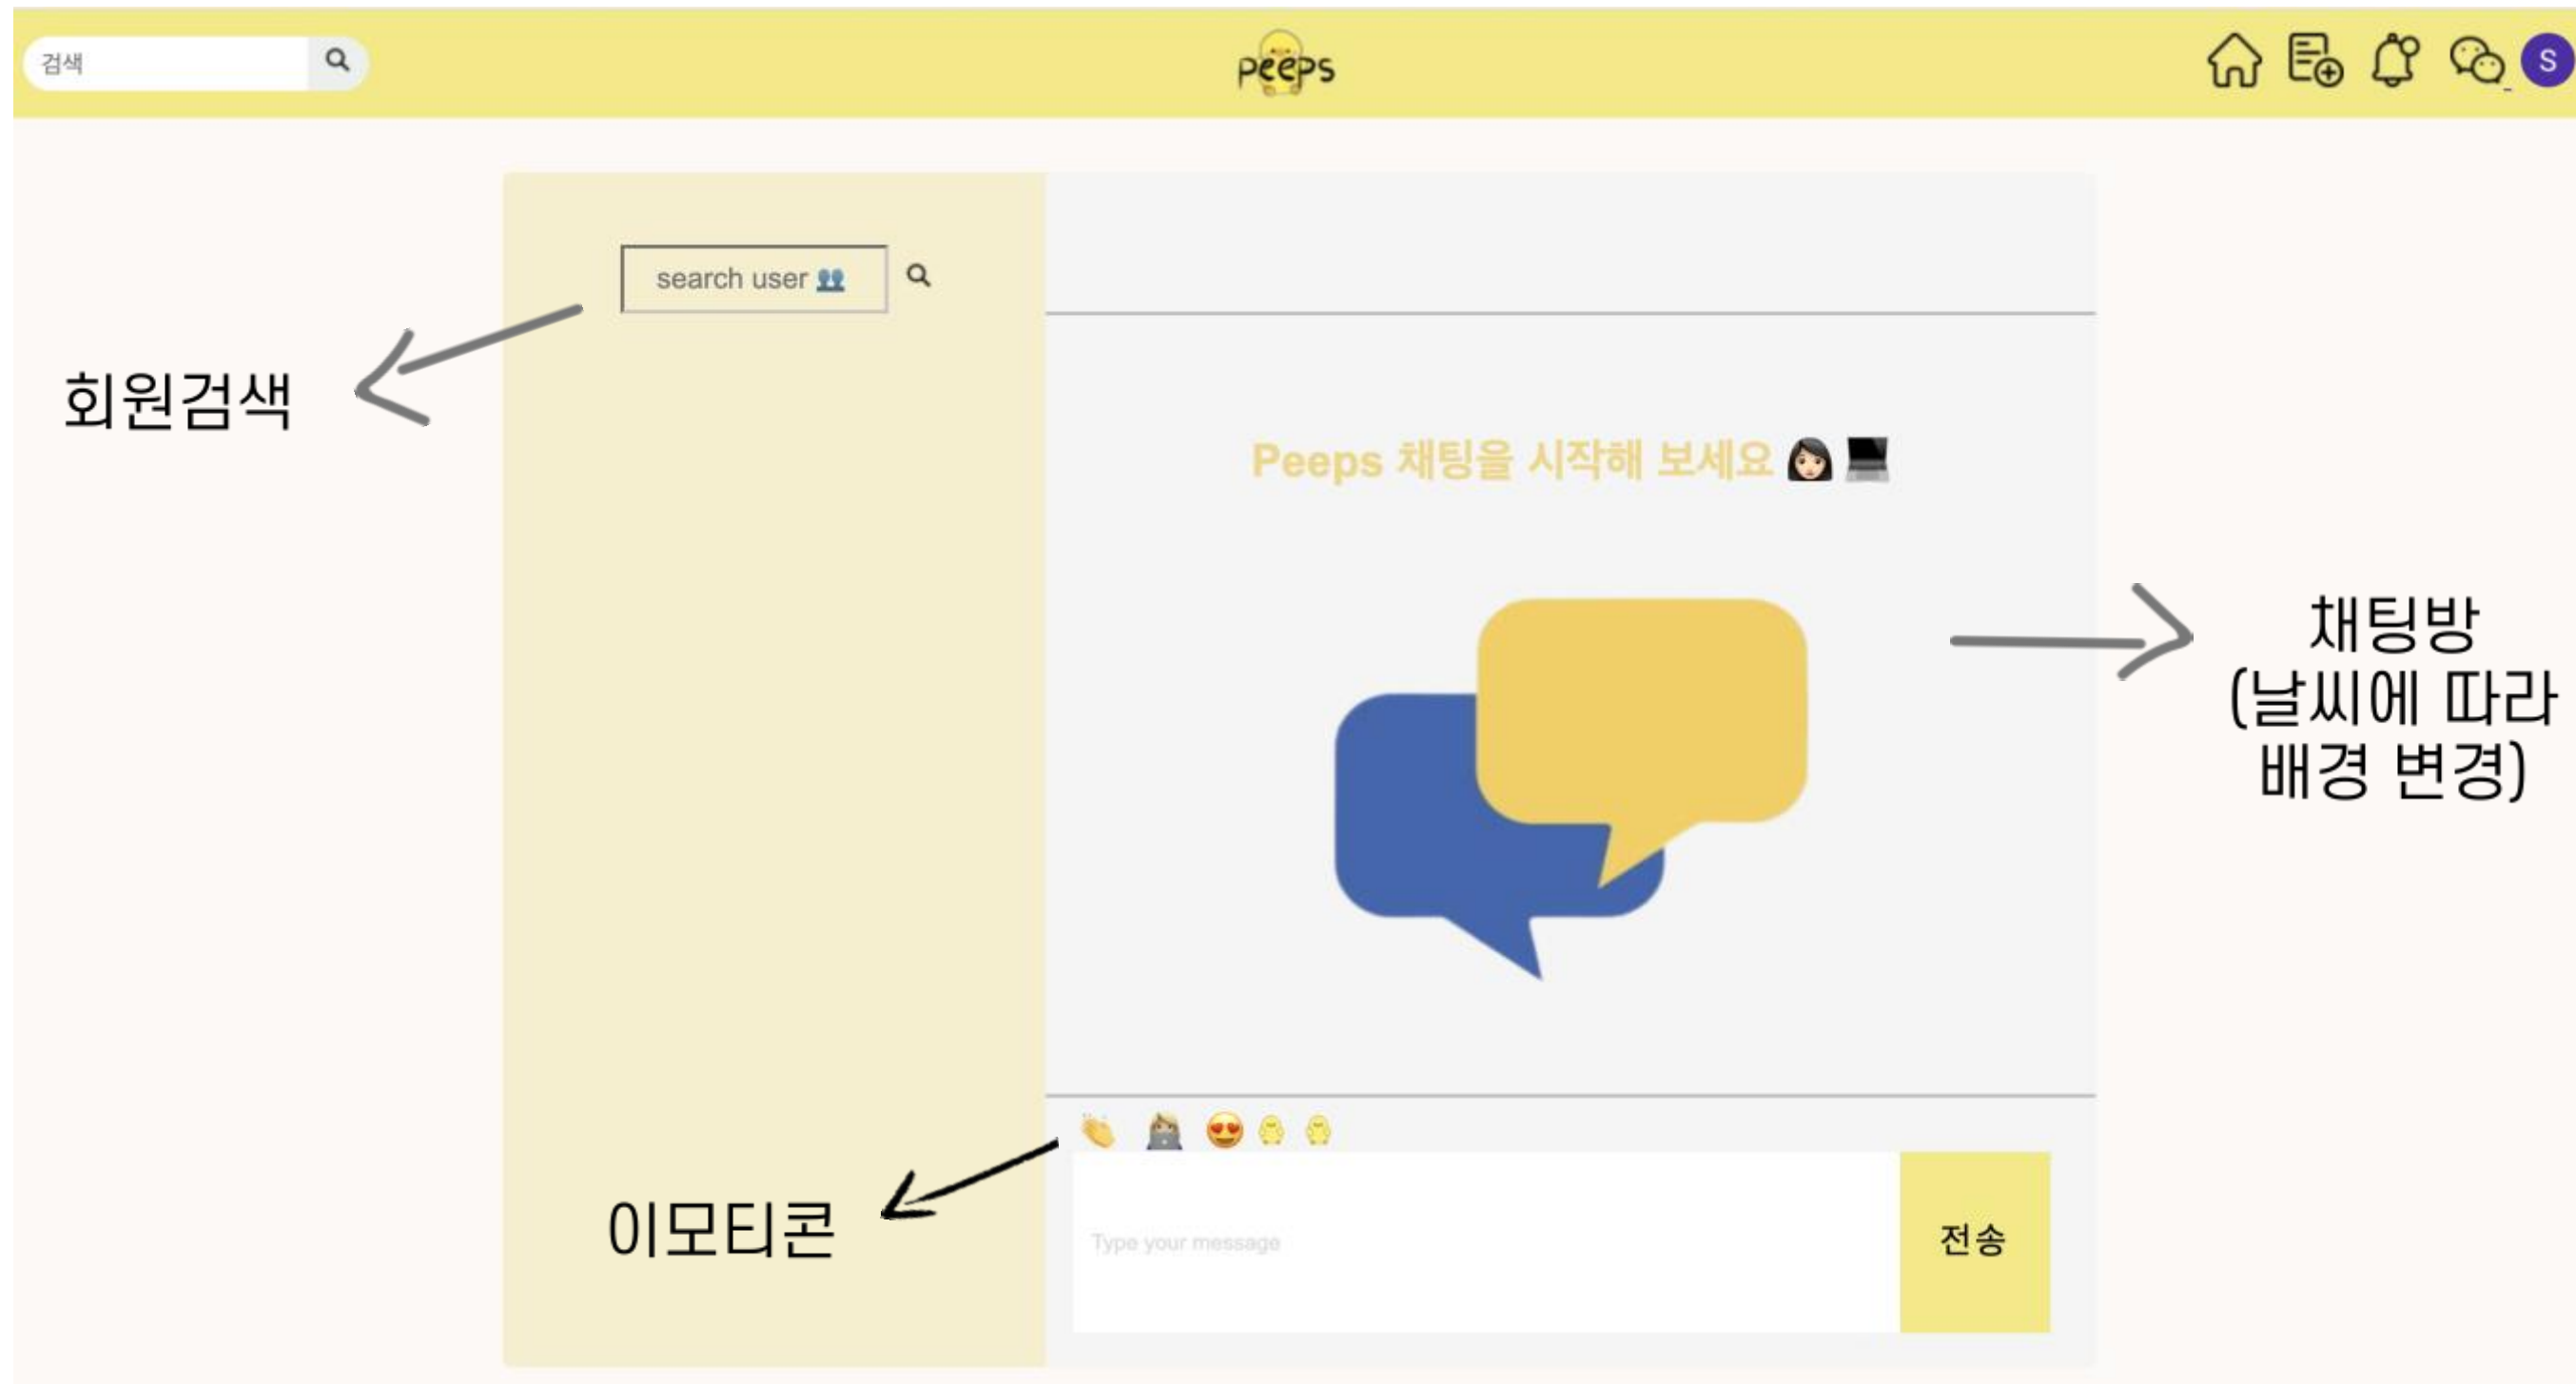 검색
peeps
S
search user 👥
회원검색
Peeps 채팅을 시작해 보세요 👩🏻 💻
채팅방
(날씨에 따라
배경 변경)
이모티콘
Type your message
전송